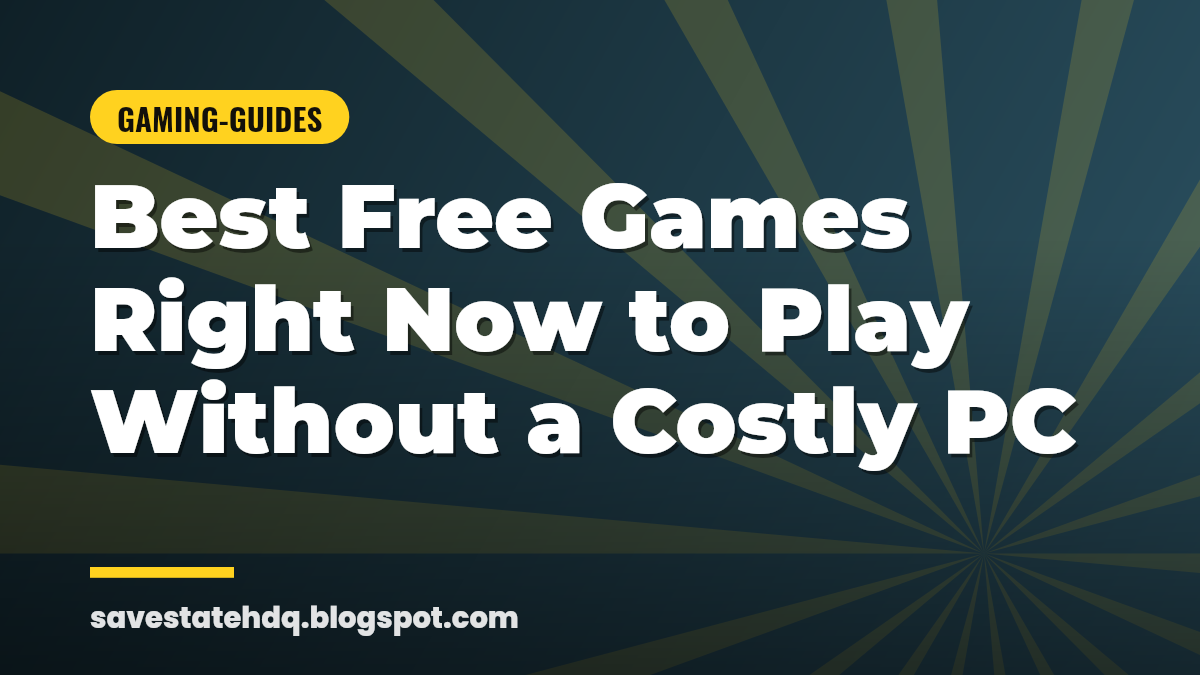 GAMING-GUIDES
Best Free Games
Right Now to Play
Without a Costly PC
savestatehdq.blogspot.com